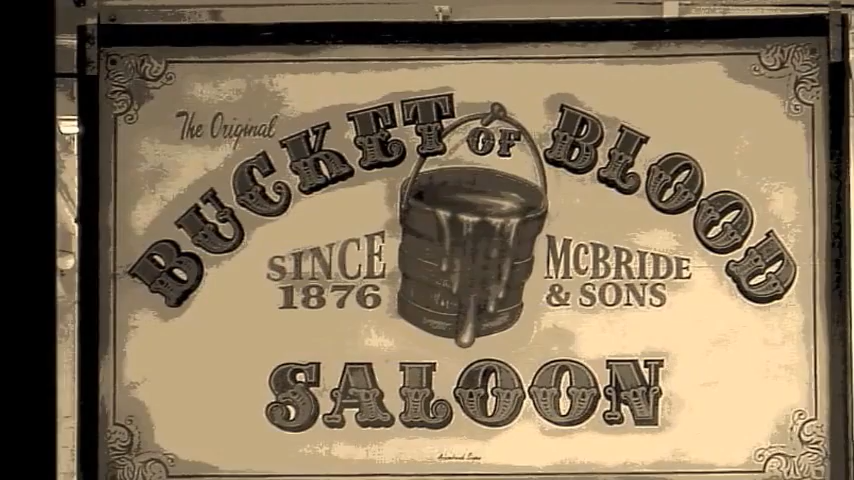 The Original
BUCKET OF BLOOD
SINCE 1876
McBRIDE & SONS
SALOON